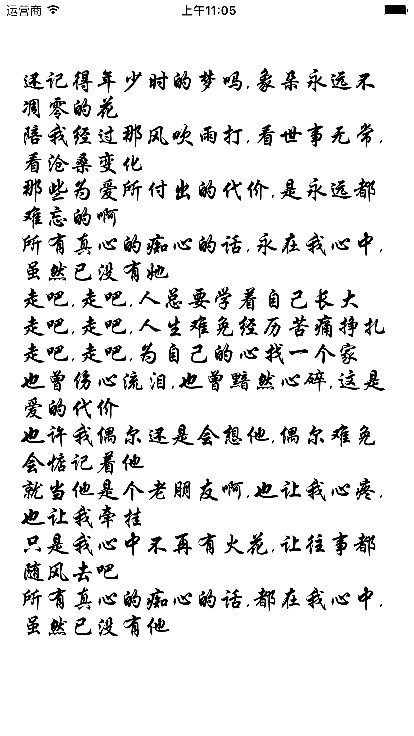 运营商 上午11:05
还记得年少时的梦吗,象朵永远不
凋零的花
陪我经过那风吹雨打,看世事无常,
看沧桑变化
那些为爱所付出的代价,是永远都
难忘的啊
所有真心的痴心的话,永在我心中,
虽然已没有她
走吧,走吧,人总要学着自己长大
走吧,走吧,人生难免经历苦痛挣扎
走吧,走吧,为自己的心找一个家
也曾伤心流泪,也曾黯然心碎,这是
爱的代价
也许我偶尔还是会想他,偶尔难免
会惦记着他
就当他是个老朋友啊,也让我心疼,
也让我牵挂
只是我心中不再有火花,让往事都
随风去吧
所有真心的痴心的话,都在我心中,
虽然已没有他